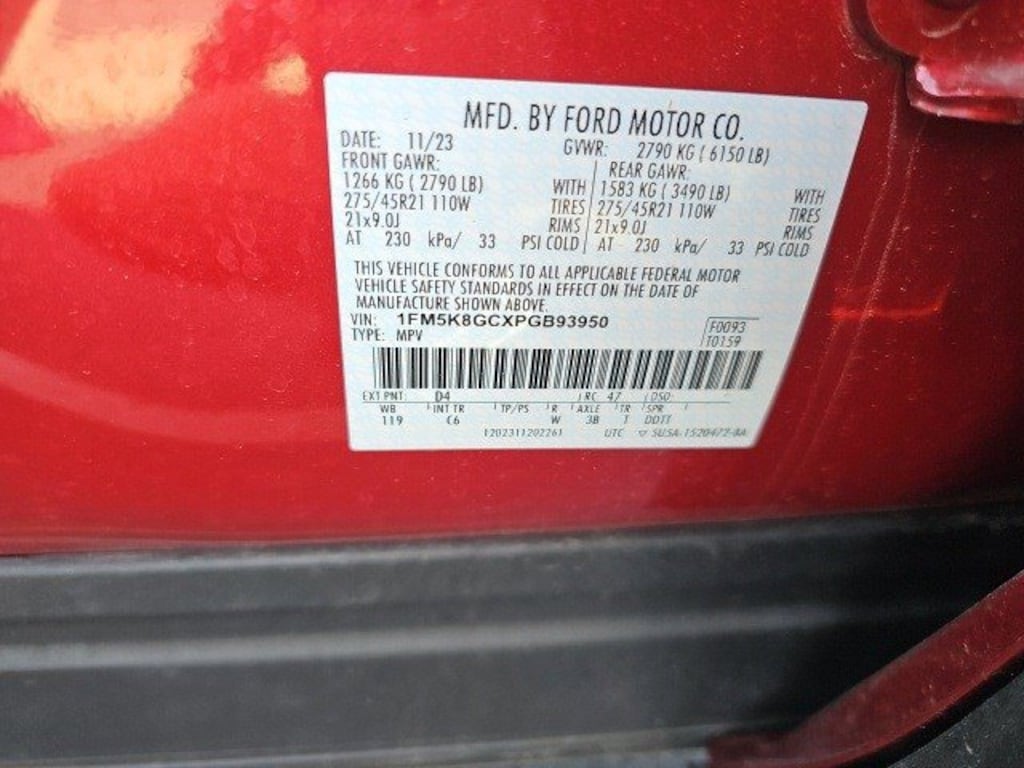 MFD. BY FORD MOTOR CO.
DATE: 11/23 GVWR: 2790 KG ( 6150 LB)
FRONT GAWR: REAR GAWR:
1266 KG ( 2790 LB) WITH 1583 KG ( 3490 LB) WITH
275/45R21 110W TIRES 275/45R21 110W TIRES
21x9.0J RIMS 21x9.0J RIMS
AT 230 kPa/ 33 PSI COLD AT 230 kPa/ 33 PSI COLD
THIS VEHICLE CONFORMS TO ALL APPLICABLE FEDERAL MOTOR
VEHICLE SAFETY STANDARDS IN EFFECT ON THE DATE OF
MANUFACTURE SHOWN ABOVE.
VIN: 1FM5K8GCXPGB93950 F0093
TYPE: MPV T0159
EXT PNT: D4 RC: 47 DSO:
WB INT TR TP/PS R AXLE TR SPR
119 C6 W 3B T DDTT
1202311202261 UTC ▽ SU5A-1520472-BA